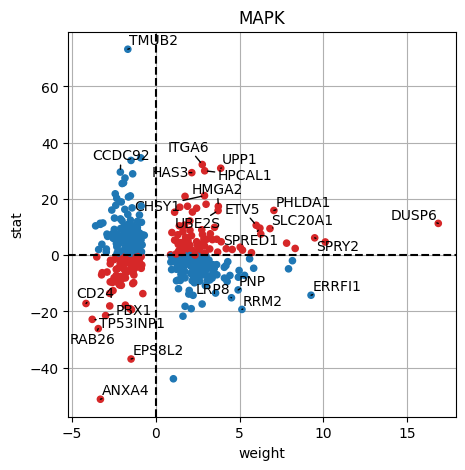 MAPK
TMUB2
CCDC92
ITGA6
UPP1
HAS3
HPCAL1
HMGA2
CHSY1
PHLDA1
ETV5
DUSP6
UBE2S
SLC20A1
SPRED1
SPRY2
LRP8
PNP
ERRFI1
CD24
RRM2
PBX1
TP53INP1
RAB26
EPS8L2
ANXA4
60
40
20
0
−20
−40
stat
−5
0
5
10
15
weight